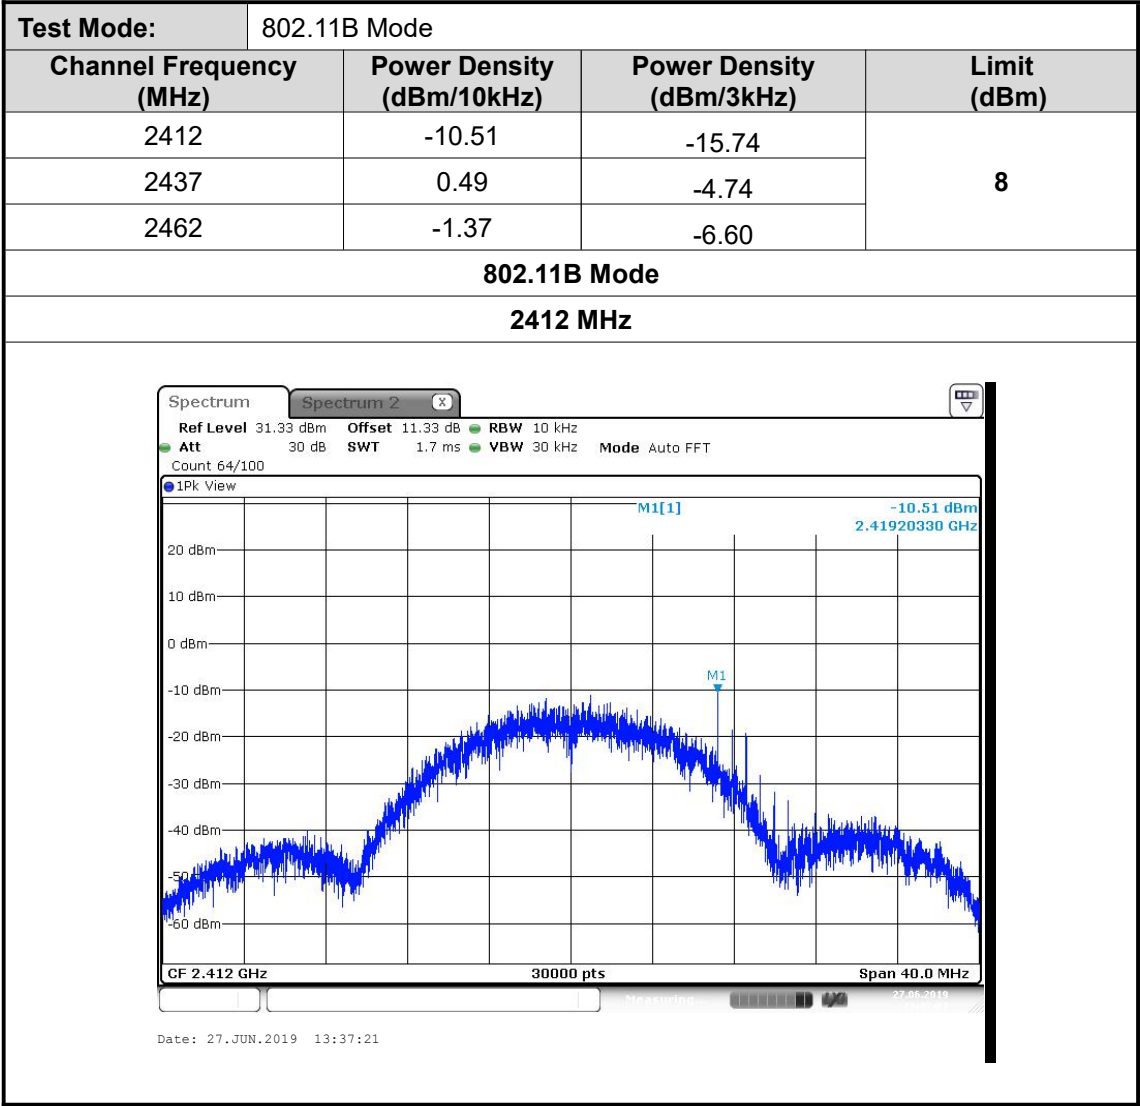 Test Mode: 802.11B Mode
Channel Frequency (MHz) Power Density (dBm/10kHz) Power Density (dBm/3kHz) Limit (dBm)
2412 -10.51 -15.74 8
2437 0.49 -4.74
2462 -1.37 -6.60
802.11B Mode
2412 MHz
Spectrum Spectrum 2 X
Ref Level 31.33 dBm Offset 11.33 dB RBW 10 kHz
Att 30 dB SWT 1.7 ms VBW 30 kHz Mode Auto FFT
Count 64/100
1Pk View
M1[1] -10.51 dBm
2.41920330 GHz
20 dBm
10 dBm
0 dBm
M1
-10 dBm
-20 dBm
-30 dBm
-40 dBm
-50 dBm
-60 dBm
CF 2.412 GHz 30000 pts Span 40.0 MHz
Measuring... 27.06.2019
Date: 27.JUN.2019 13:37:21